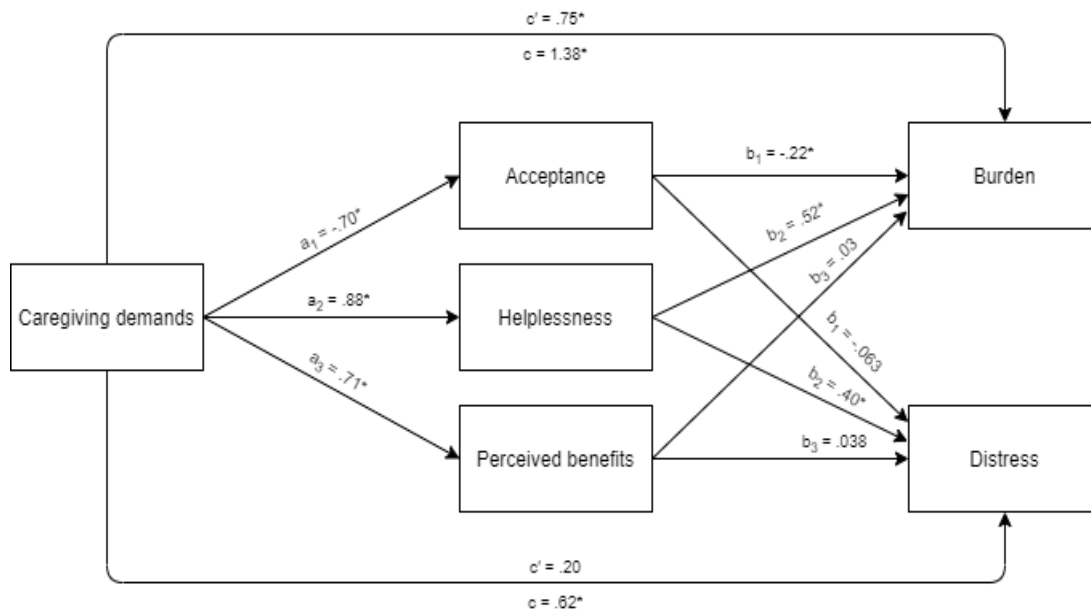 c' = .75*
c = 1.38*
Acceptance
b₁ = -.22*
Burden
a₁ = -.70*
b₂ = .52*
b₃ = .03
Caregiving demands
a₂ = .88*
Helplessness
b₁ = -.063
a₃ = .71*
b₂ = .40*
Perceived benefits
b₃ = .038
Distress
c' = .20
c = .62*